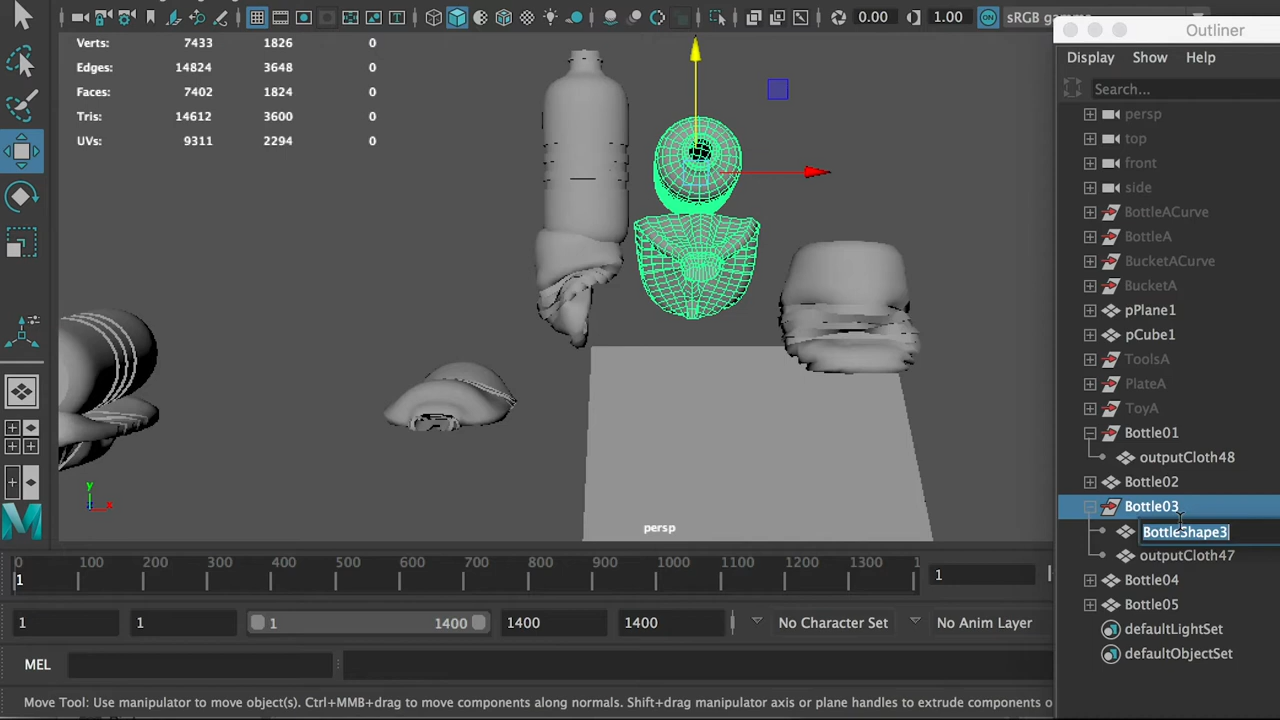 0.00 1.00 ON sRGB gamma
Outliner
Display Show Help
Search...
Verts: 7433 1826 0
Edges: 14824 3648 0
Faces: 7402 1824 0
Tris: 14612 3600 0
UVs: 9311 2294 0
persp
top
front
side
BottleACurve
BottleA
BucketACurve
BucketA
pPlane1
pCube1
ToolsA
PlateA
ToyA
Bottle01
outputCloth48
Bottle02
Bottle03
BottleShape3
outputCloth47
Bottle04
Bottle05
defaultLightSet
defaultObjectSet
y
x
persp
0 100 200 300 400 500 600 700 800 900 1000 1100 1200 1300 1
1
1
1 1 1 1400 1400 1400 No Character Set No Anim Layer
MEL
Move Tool: Use manipulator to move object(s). Ctrl+MMB+drag to move components along normals. Shift+drag manipulator axis or plane handles to extrude components o